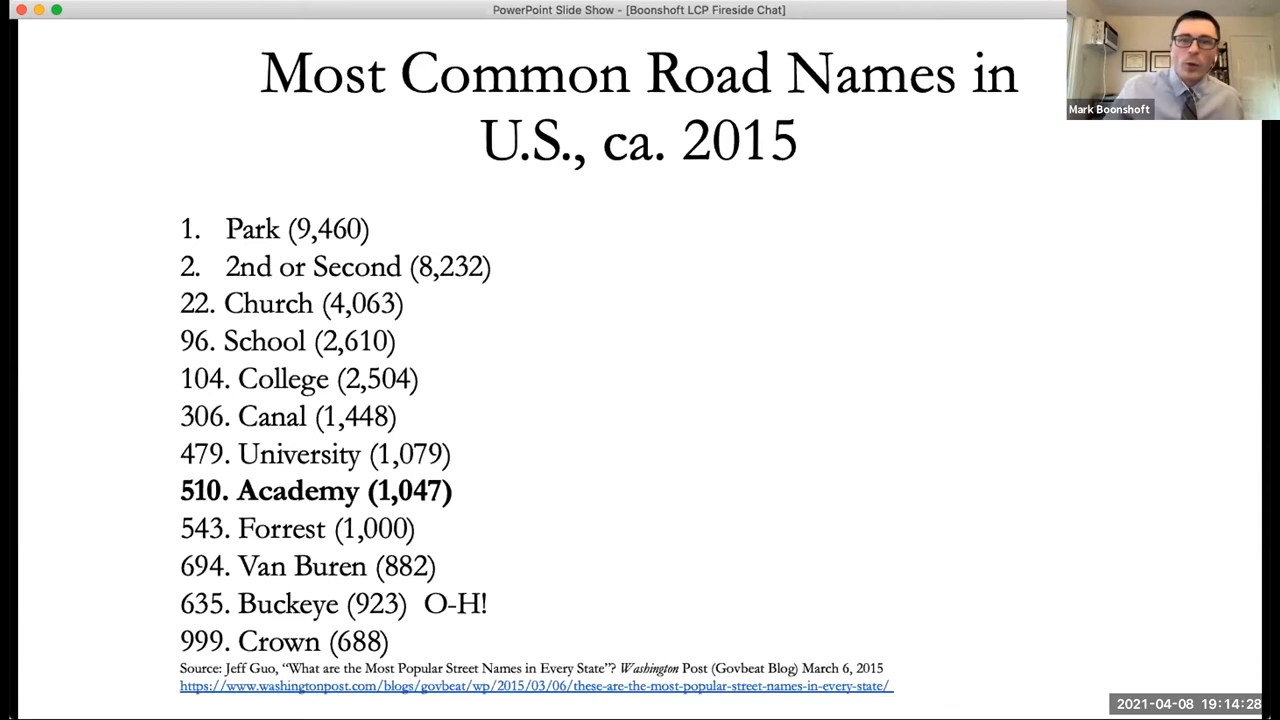 PowerPoint Slide Show - [Boonshoft LCP Fireside Chat]
Most Common Road Names in
U.S., ca. 2015
Mark Boonshoft
1. Park (9,460)
2. 2nd or Second (8,232)
22. Church (4,063)
96. School (2,610)
104. College (2,504)
306. Canal (1,448)
479. University (1,079)
510. Academy (1,047)
543. Forrest (1,000)
694. Van Buren (882)
635. Buckeye (923) O-H!
999. Crown (688)
Source: Jeff Guo, “What are the Most Popular Street Names in Every State”? Washington Post (Govbeat Blog) March 6, 2015
https://www.washingtonpost.com/blogs/govbeat/wp/2015/03/06/these-are-the-most-popular-street-names-in-every-state/
2021-04-08 19:14:28